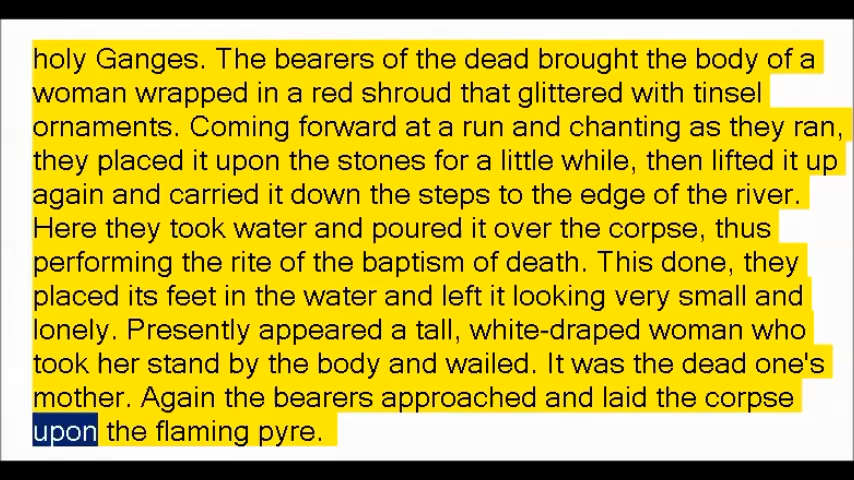 holy Ganges. The bearers of the dead brought the body of a
woman wrapped in a red shroud that glittered with tinsel
ornaments. Coming forward at a run and chanting as they ran,
they placed it upon the stones for a little while, then lifted it up
again and carried it down the steps to the edge of the river.
Here they took water and poured it over the corpse, thus
performing the rite of the baptism of death. This done, they
placed its feet in the water and left it looking very small and
lonely. Presently appeared a tall, white-draped woman who
took her stand by the body and wailed. It was the dead one's
mother. Again the bearers approached and laid the corpse
upon the flaming pyre.